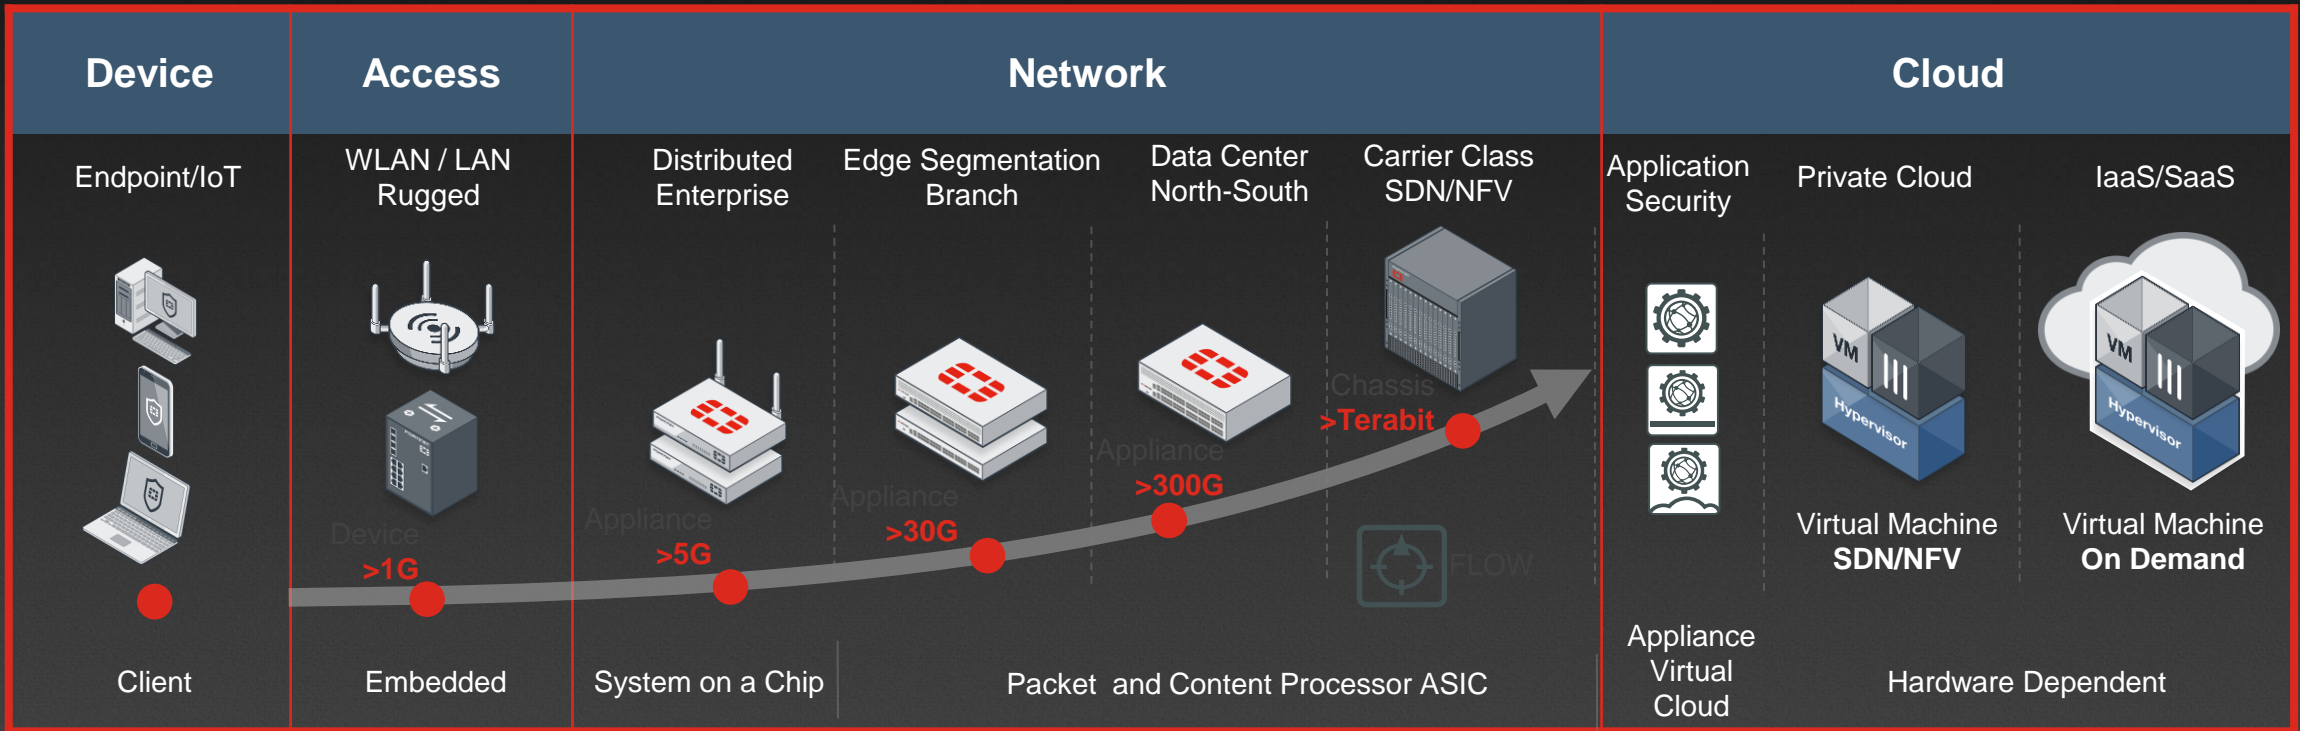 Device
Access
Network
Cloud
Endpoint/IoT
WLAN / LAN
Rugged
Distributed
Enterprise
Edge Segmentation
Branch
Data Center
North-South
Carrier Class
SDN/NFV
Application
Security
Private Cloud
IaaS/SaaS
VM
Hypervisor
VM
Hypervisor
Device
>1G
Appliance
>5G
Appliance
>30G
Appliance
>300G
Chassis
>Terabit
FLOW
Virtual Machine
SDN/NFV
Virtual Machine
On Demand
Client
Embedded
System on a Chip
Packet and Content Processor ASIC
Appliance
Virtual
Cloud
Hardware Dependent